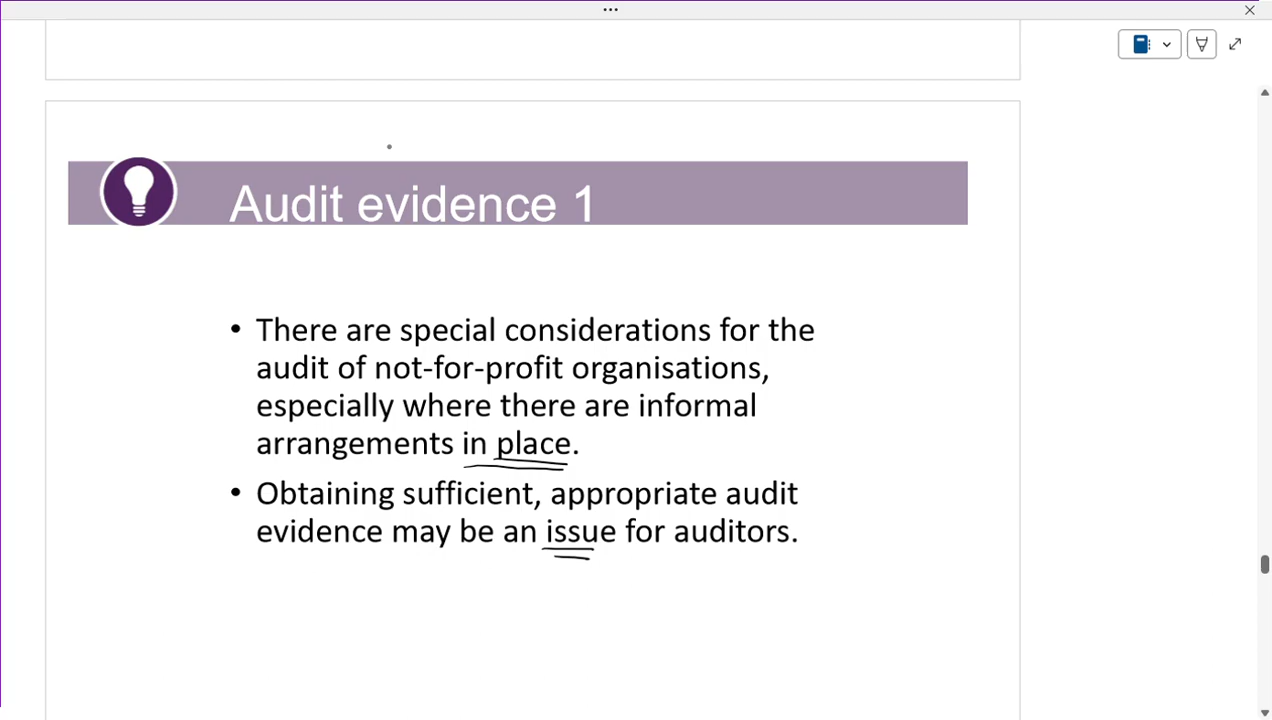 Audit evidence 1
• There are special considerations for the
audit of not-for-profit organisations,
especially where there are informal
arrangements in place.
• Obtaining sufficient, appropriate audit
evidence may be an issue for auditors.